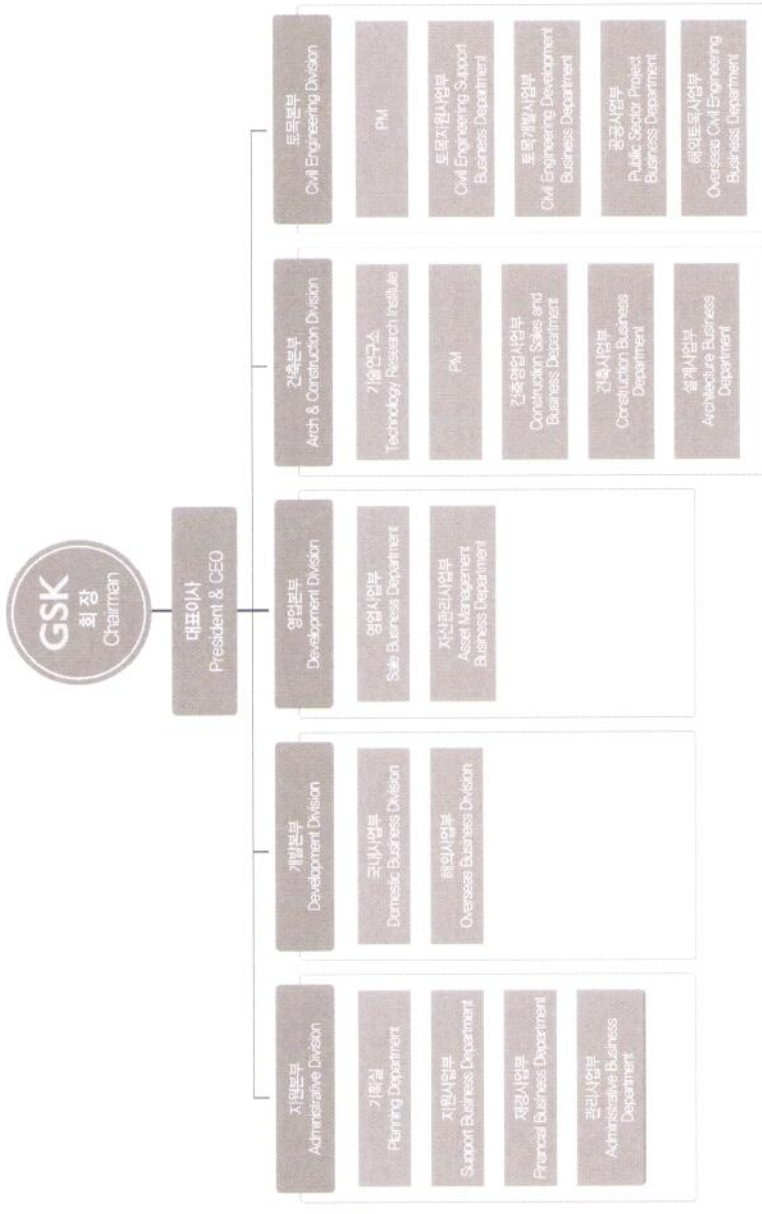 GSK
회 장
Chairman
대표이사
President & CEO
지원본부
Administrative Division
기획실
Planning Department
지원사업부
Support Business Department
재경사업부
Financial Business Department
관리사업부
Administrative Business
Department
개발본부
Development Division
국내사업부
Domestic Business Division
해외사업부
Overseas Business Division
영업본부
Development Division
영업사업부
Sale Business Department
자산관리사업부
Asset Management
Business Department
건축본부
Arch & Construction Division
기술연구소
Technology Research Institute
PM
건축영업사업부
Construction Sales and
Business Department
건축사업부
Construction Business
Department
설계사업부
Architecture Business
Department
토목본부
Civil Engineering Division
PM
토목지원사업부
Civil Engineering Support
Business Department
토목개발사업부
Civil Engineering Development
Business Department
공공사업부
Public Sector Project
Business Department
해외토목사업부
Overseas Civil Engineering
Business Department